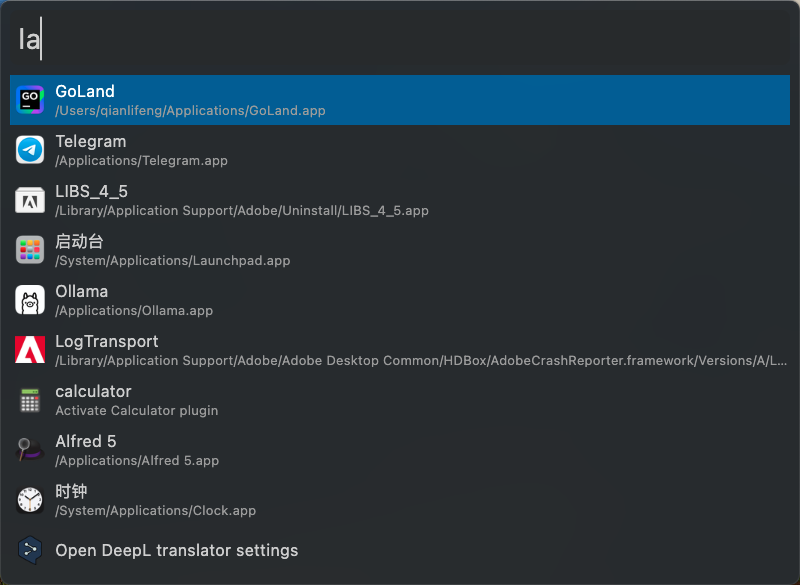 la
GoLand
/Users/qianlifeng/Applications/GoLand.app
Telegram
/Applications/Telegram.app
LIBS_4_5
/Library/Application Support/Adobe/Uninstall/LIBS_4_5.app
启动台
/System/Applications/Launchpad.app
Ollama
/Applications/Ollama.app
LogTransport
/Library/Application Support/Adobe/Adobe Desktop Common/HDBox/AdobeCrashReporter.framework/Versions/A/L...
calculator
Activate Calculator plugin
Alfred 5
/Applications/Alfred 5.app
时钟
/System/Applications/Clock.app
Open DeepL translator settings